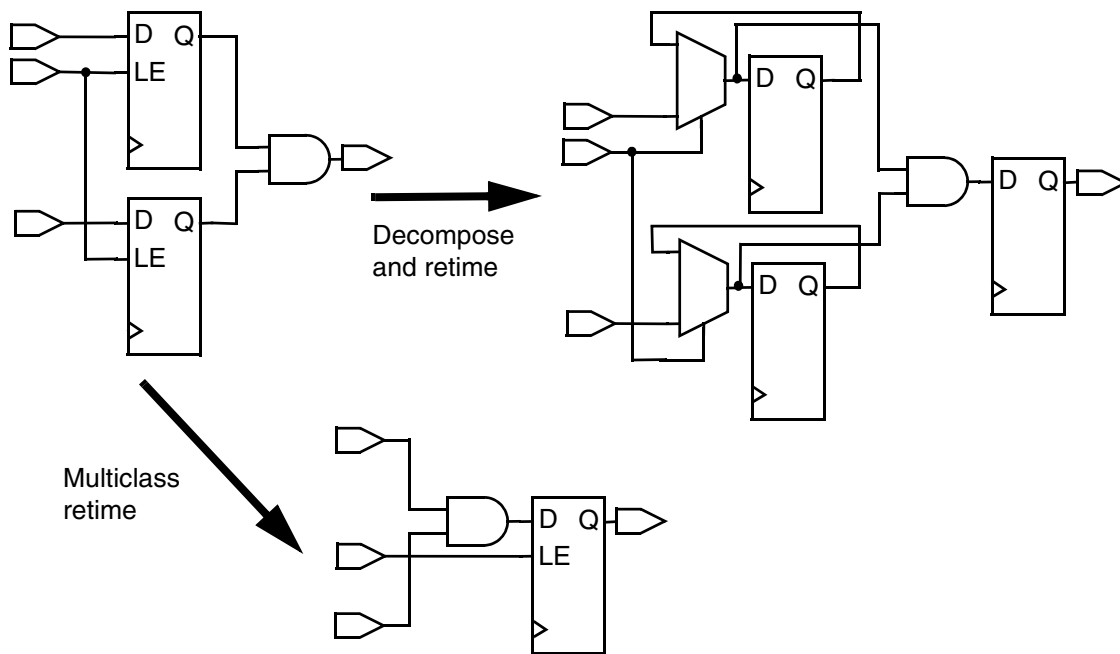 D Q
LE
D Q
LE
D Q
D Q
D Q
Decompose
and retime
Multiclass
retime
D Q
LE